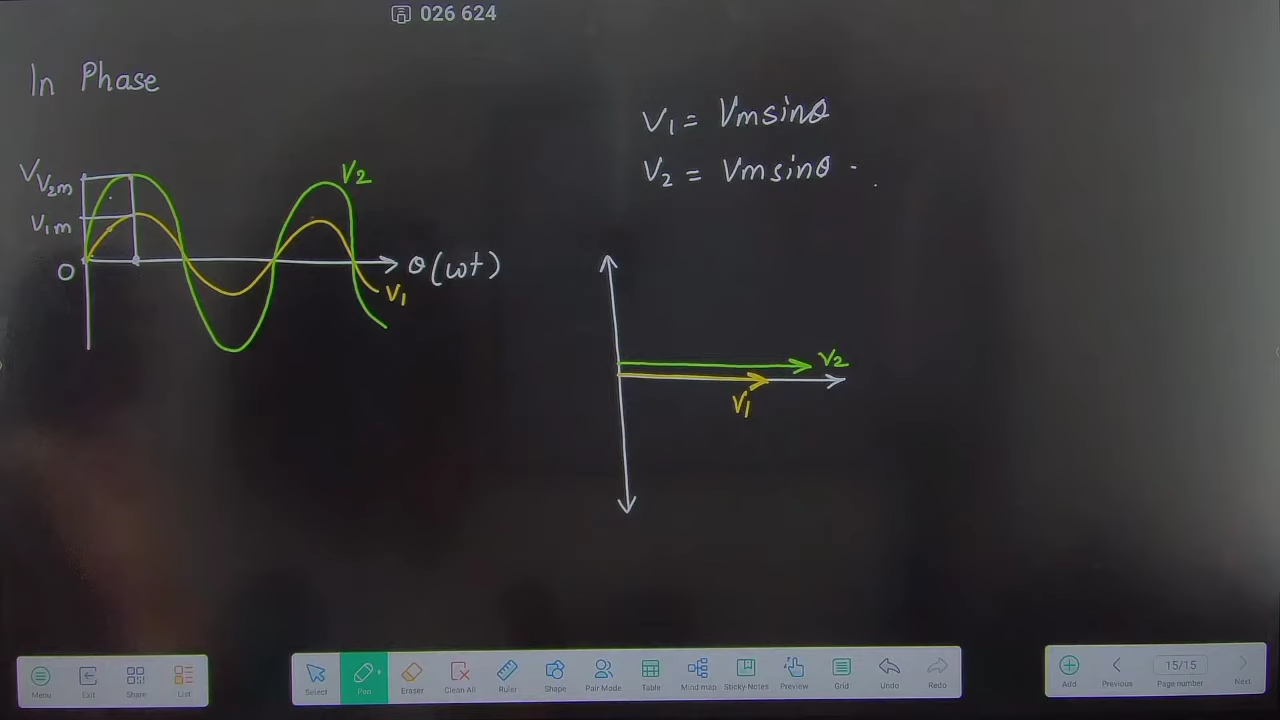 026 624
In Phase
V1 = Vmsinθ
V2 = Vmsinθ
V
V2m
V1m
0
V2
θ(ωt)
V1
V2
V1
Menu
Exit
Share
List
Select
Pen
Eraser
Clean All
Ruler
Shape
Pair Mode
Table
Mind map
Sticky-Notes
Preview
Grid
Undo
Redo
Add
Previous
15/15
Page number
Next